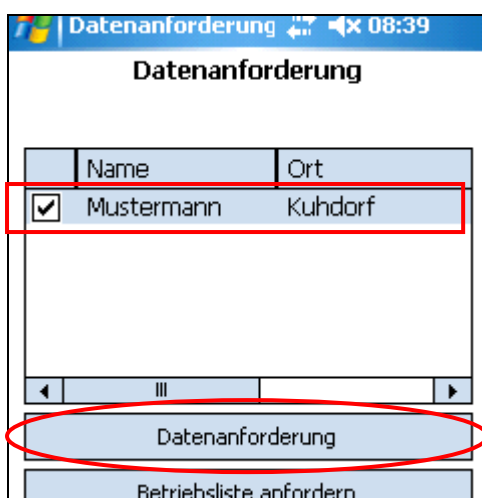 Datenanforderung 08:39
Datenanforderung
Name Ort
Mustermann Kuhdorf
Datenanforderung
Betriebsliste anfordern